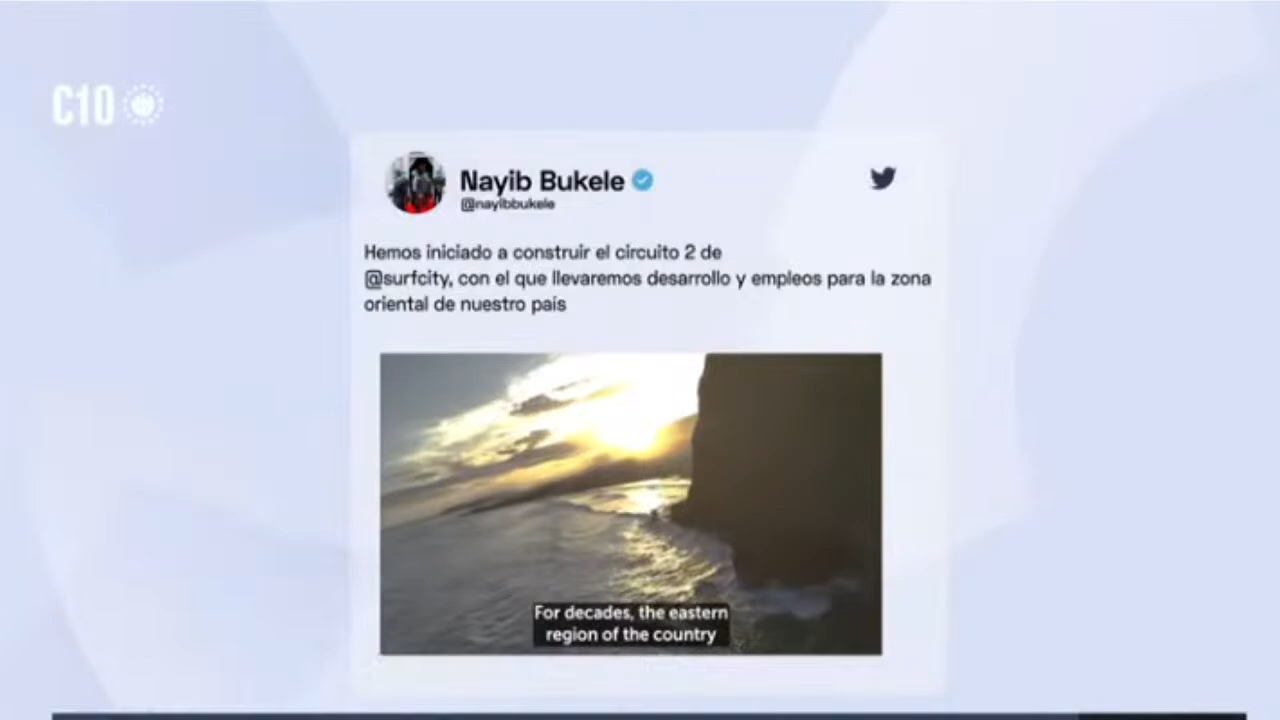 C10
Nayib Bukele
@nayibbukele
Hemos iniciado a construir el circuito 2 de
@surfcity, con el que llevaremos desarrollo y empleos para la zona
oriental de nuestro país
For decades, the eastern
region of the country